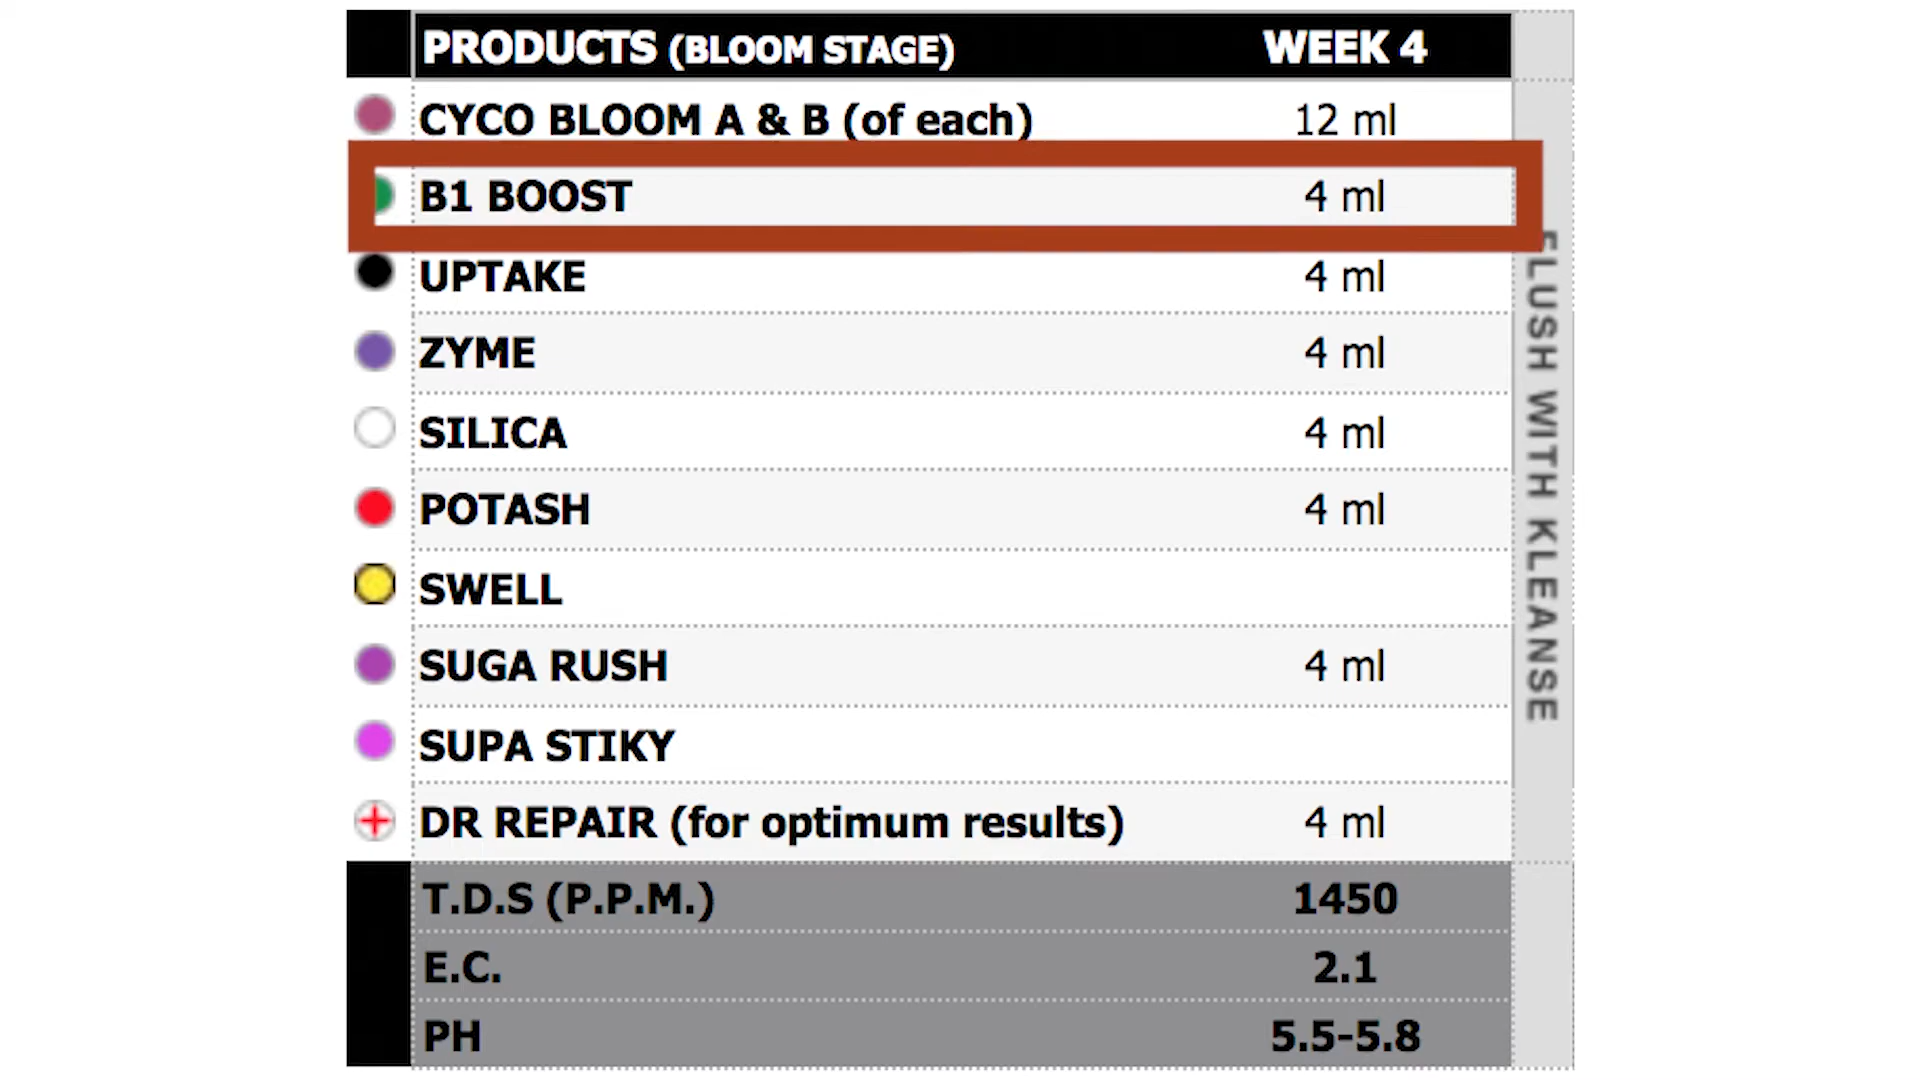 PRODUCTS (BLOOM STAGE) WEEK 4
CYCO BLOOM A & B (of each) 12 ml
B1 BOOST 4 ml
UPTAKE 4 ml
ZYME 4 ml
SILICA 4 ml
POTASH 4 ml
SWELL
SUGA RUSH 4 ml
SUPA STIKY
DR REPAIR (for optimum results) 4 ml
T.D.S (P.P.M.) 1450
E.C. 2.1
PH 5.5-5.8
FLUSH WITH KLEANSE